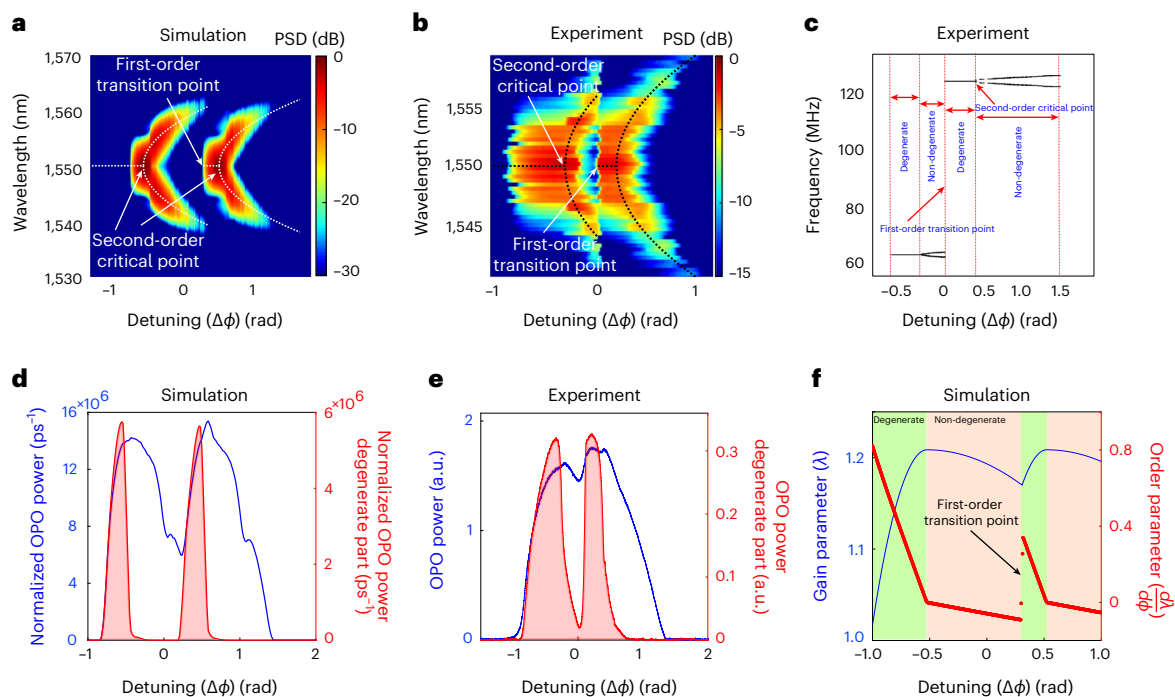 a
Simulation
PSD (dB)
1,570
1,560
1,550
1,540
1,530
Wavelength (nm)
First-order
transition point
Second-order
critical point
0
−10
−20
−30
−1
0
1
Detuning (Δϕ) (rad)
b
Experiment
PSD (dB)
1,555
1,550
1,545
Wavelength (nm)
Second-order
critical point
First-order
transition point
0
−5
−10
−15
−1
0
1
Detuning (Δϕ) (rad)
c
Experiment
120
100
80
60
Frequency (MHz)
Second-order critical point
Degenerate
Non-degenerate
Degenerate
Non-degenerate
First-order transition point
−0.5
0
0.5
1.0
1.5
Detuning (Δϕ) (rad)
d
Simulation
16×10⁶
12
8
4
0
Normalized OPO power (ps⁻¹)
6×10⁶
4
2
0
Normalized OPO power
degenerate part (ps⁻¹)
−1
0
1
2
Detuning (Δϕ) (rad)
e
Experiment
2
1
0
OPO power (a.u.)
0.3
0.2
0.1
0
OPO power
degenerate part
(a.u.)
−1
0
1
2
Detuning (Δϕ) (rad)
f
Simulation
Degenerate
Non-degenerate
1.2
1.1
1.0
Gain parameter (λ)
First-order
transition point
0.8
0.4
0
Order parameter (dλ/dϕ)
−1.0
−0.5
0
0.5
1.0
Detuning (Δϕ) (rad)